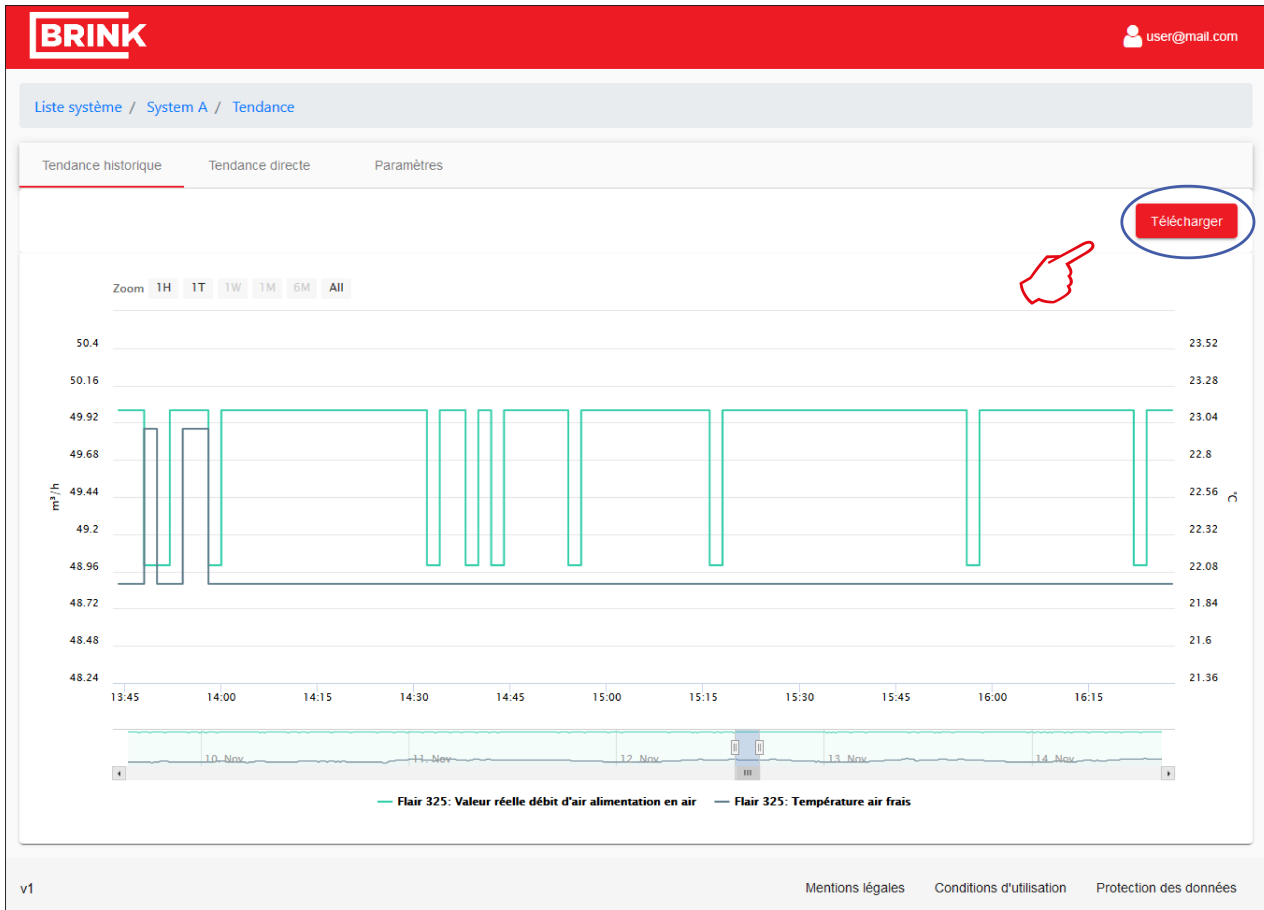 BRINK
user@mail.com
Liste système / System A / Tendance
Tendance historique Tendance directe Paramètres
Télécharger
Zoom 1H 1T 1W 1M 6M All
50.4 23.52
50.16 23.28
49.92 23.04
49.68 22.8
49.44 22.56
m³/h °C
49.2 22.32
48.96 22.08
48.72 21.84
48.48 21.6
48.24 21.36
13:45 14:00 14:15 14:30 14:45 15:00 15:15 15:30 15:45 16:00 16:15
10. Nov 11. Nov 12. Nov 13. Nov 14. Nov
Flair 325: Valeur réelle débit d'air alimentation en air Flair 325: Température air frais
v1 Mentions légales Conditions d'utilisation Protection des données